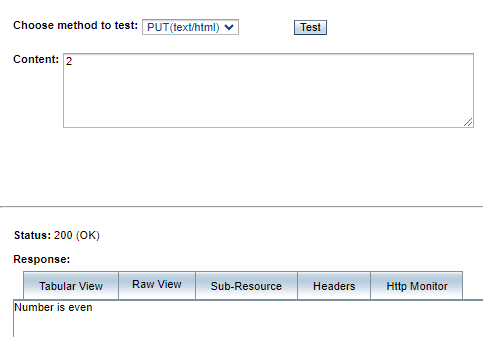 Choose method to test: PUT(text/html) Test
Content: 2
Status: 200 (OK)
Response:
Tabular View Raw View Sub-Resource Headers Http Monitor
Number is even